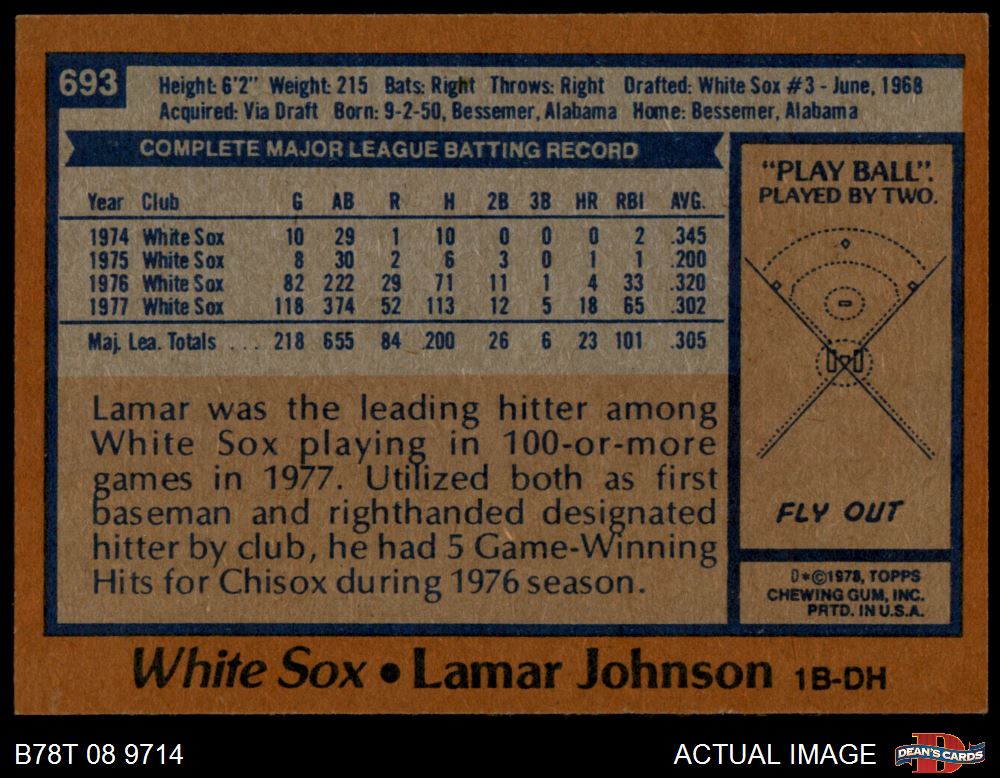 693
Height: 6'2" Weight: 215 Bats: Right Throws: Right Drafted: White Sox #3 - June, 1968
Acquired: Via Draft Born: 9-2-50, Bessemer, Alabama Home: Bessemer, Alabama
COMPLETE MAJOR LEAGUE BATTING RECORD
Year Club G AB R H 2B 3B HR RBI AVG.
1974 White Sox 10 29 1 10 0 0 0 2 .345
1975 White Sox 8 30 2 6 3 0 1 1 .200
1976 White Sox 82 222 29 71 11 1 4 33 .320
1977 White Sox 118 374 52 113 12 5 18 65 .302
Maj. Lea. Totals . . . 218 655 84 200 26 6 23 101 .305
Lamar was the leading hitter among
White Sox playing in 100-or-more
games in 1977. Utilized both as first
baseman and righthanded designated
hitter by club, he had 5 Game-Winning
Hits for Chisox during 1976 season.
"PLAY BALL".
PLAYED BY TWO.
FLY OUT
D*©1978, TOPPS
CHEWING GUM, INC.
PRTD. IN U.S.A.
White Sox • Lamar Johnson 1B-DH
B78T 08 9714
ACTUAL IMAGE
DEAN'S CARDS